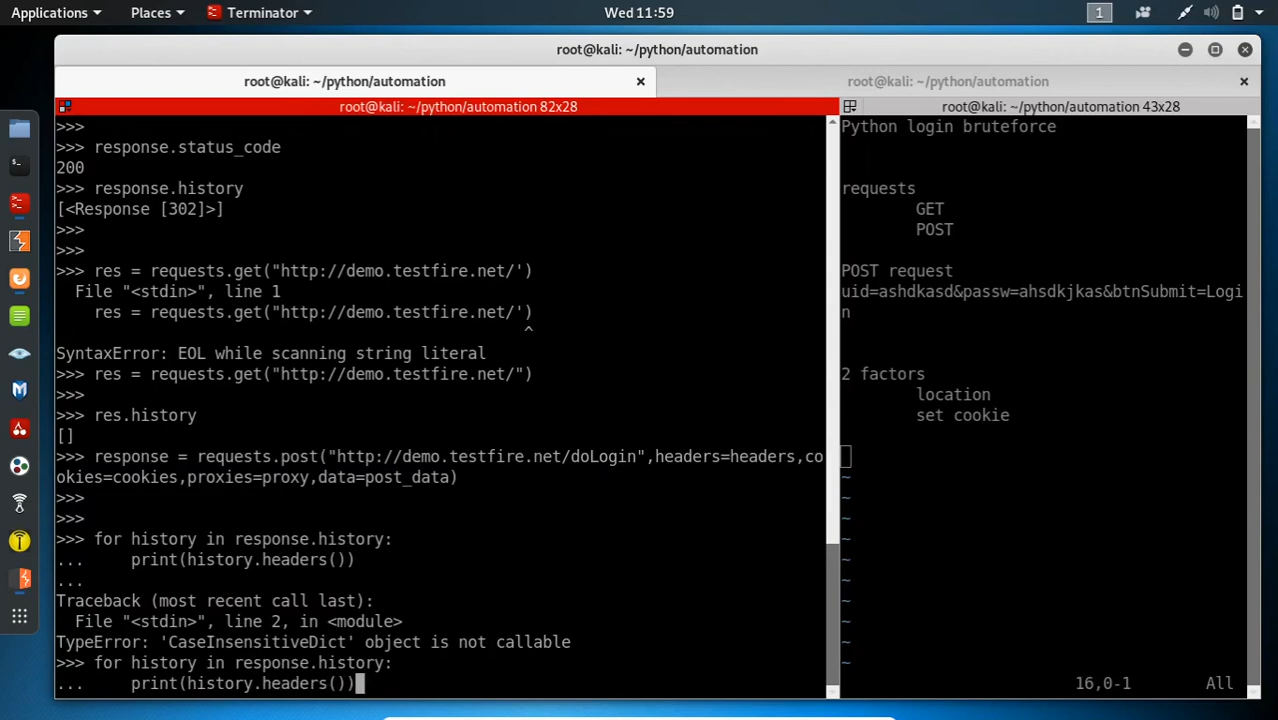 Applications Places Terminator Wed 11:59 1
root@kali: ~/python/automation
root@kali: ~/python/automation × root@kali: ~/python/automation ×
root@kali: ~/python/automation 82x28
>>>
>>> response.status_code
200
>>> response.history
[<Response [302]>]
>>>
>>>
>>> res = requests.get("http://demo.testfire.net/')
  File "<stdin>", line 1
    res = requests.get("http://demo.testfire.net/')
                                                  ^
SyntaxError: EOL while scanning string literal
>>> res = requests.get("http://demo.testfire.net/")
>>>
>>> res.history
[]
>>> response = requests.post("http://demo.testfire.net/doLogin",headers=headers,co
okies=cookies,proxies=proxy,data=post_data)
>>>
>>>
>>> for history in response.history:
...     print(history.headers())
...
Traceback (most recent call last):
  File "<stdin>", line 2, in <module>
TypeError: 'CaseInsensitiveDict' object is not callable
>>> for history in response.history:
...     print(history.headers())
root@kali: ~/python/automation 43x28
Python login bruteforce
requests
        GET
        POST
POST request
uid=ashdkasd&passw=ahsdkjkas&btnSubmit=Logi
n
2 factors
        location
        set cookie
~
~
~
~
~
~
~
~
~
~
16,0-1 All